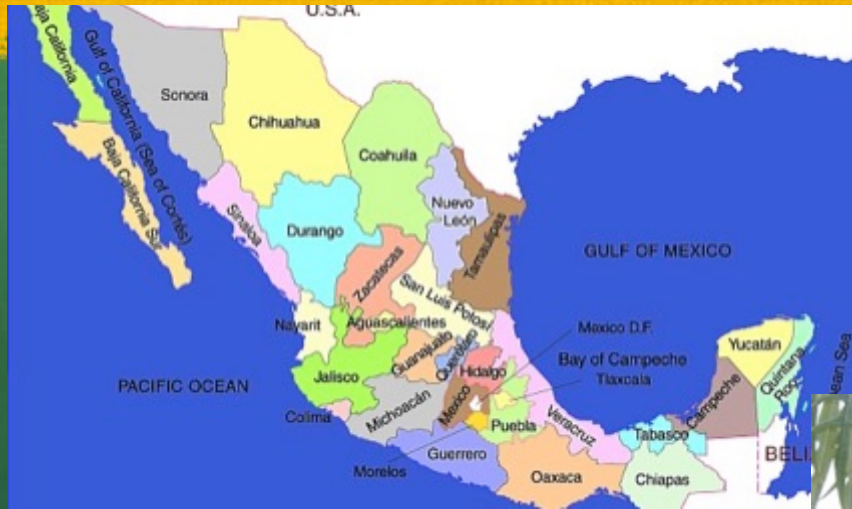 U.S.A.
Baja California
Gulf of California (Sea of Cortés)
Sonora
Chihuahua
Coahuila
Baja California Sur
Sinaloa
Durango
Nuevo
León
Tamaulipas
GULF OF MEXICO
Zacatecas
San Luis Potosí
Nayarit
Aguascalientes
Mexico D.F.
Guanajuato
Querétaro
Yucatán
Bay of Campeche
Hidalgo
Tlaxcala
Quintana
Roo
PACIFIC OCEAN
Jalisco
Campeche
Colima
Michoacán
Mexico
Puebla
Veracruz
Tabasco
Morelos
Guerrero
Oaxaca
Chiapas